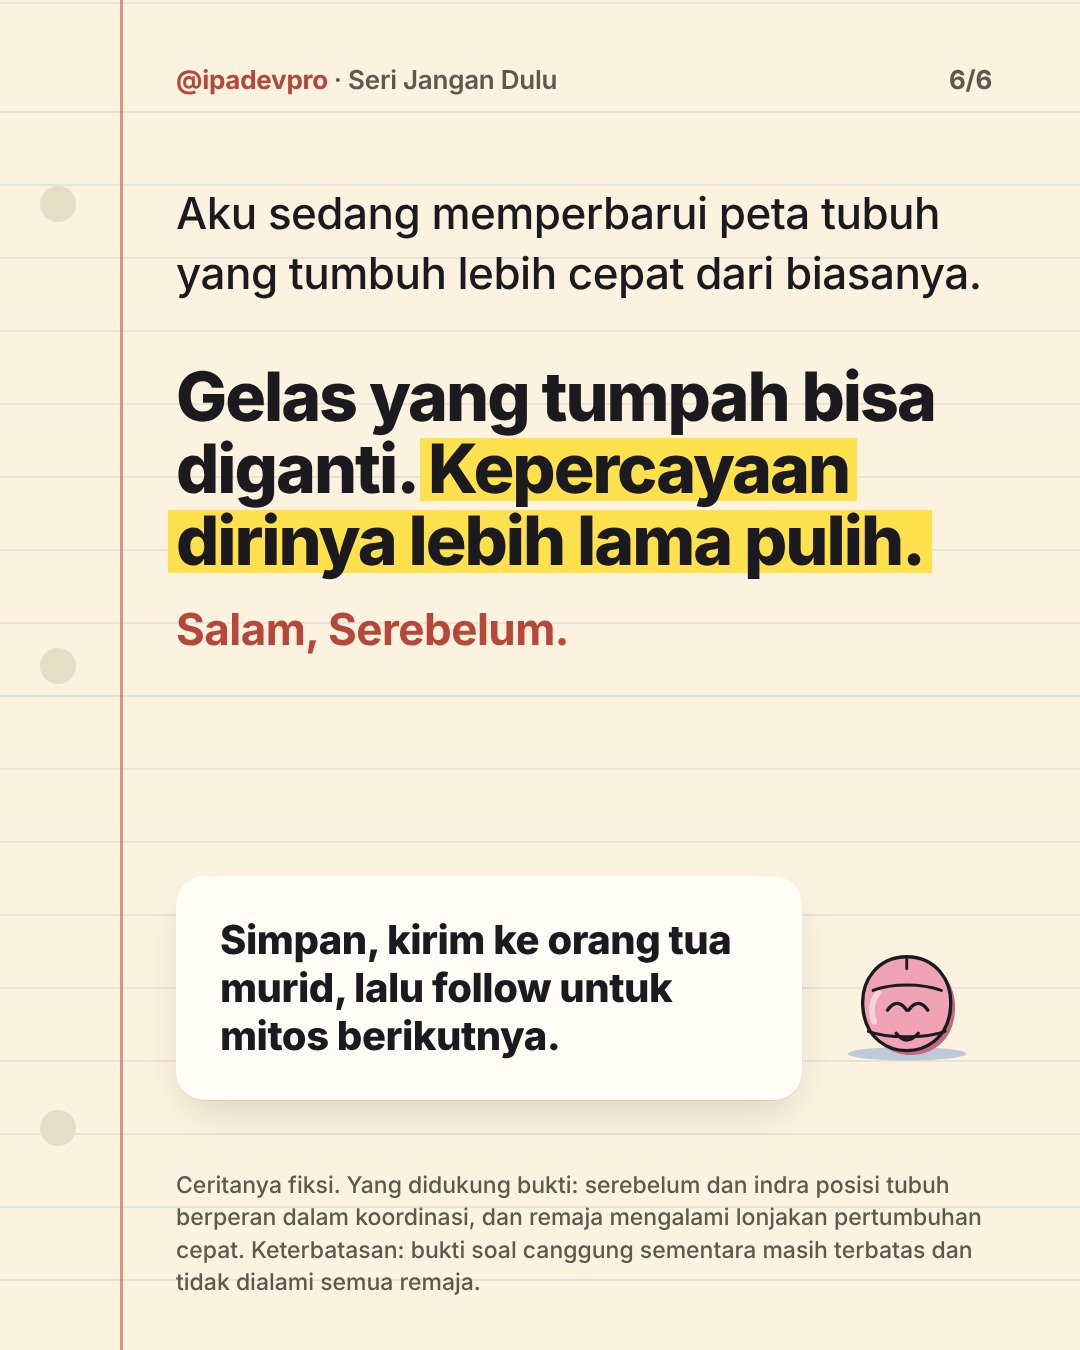 @ipadevpro · Seri Jangan Dulu 6/6
Aku sedang memperbarui peta tubuh
yang tumbuh lebih cepat dari biasanya.
Gelas yang tumpah bisa
diganti. Kepercayaan
dirinya lebih lama pulih.
Salam, Serebelum.
Simpan, kirim ke orang tua
murid, lalu follow untuk
mitos berikutnya.
Ceritanya fiksi. Yang didukung bukti: serebelum dan indra posisi tubuh
berperan dalam koordinasi, dan remaja mengalami lonjakan pertumbuhan
cepat. Keterbatasan: bukti soal canggung sementara masih terbatas dan
tidak dialami semua remaja.